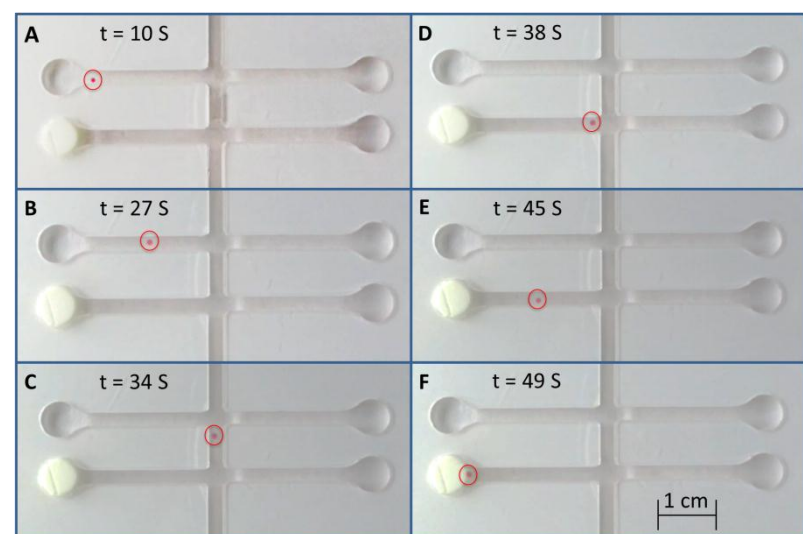 A
t = 10 S
B
t = 27 S
C
t = 34 S
D
t = 38 S
E
t = 45 S
F
t = 49 S
1 cm